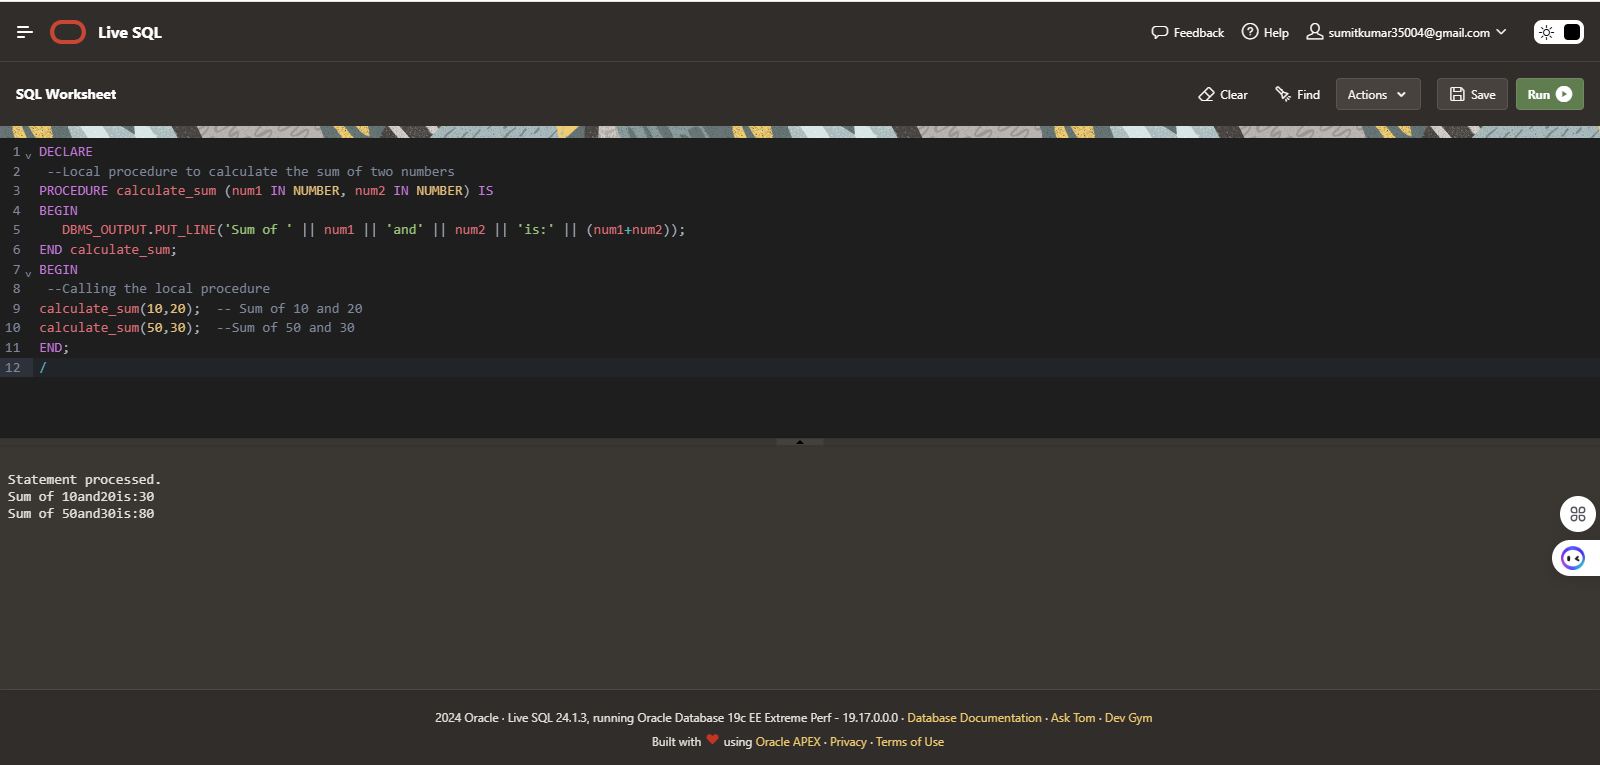 Live SQL
Feedback Help sumitkumar35004@gmail.com
SQL Worksheet
Clear Find Actions Save Run
1 DECLARE
2 --Local procedure to calculate the sum of two numbers
3 PROCEDURE calculate_sum (num1 IN NUMBER, num2 IN NUMBER) IS
4 BEGIN
5 DBMS_OUTPUT.PUT_LINE('Sum of ' || num1 || 'and' || num2 || 'is:' || (num1+num2));
6 END calculate_sum;
7 BEGIN
8 --Calling the local procedure
9 calculate_sum(10,20); -- Sum of 10 and 20
10 calculate_sum(50,30); --Sum of 50 and 30
11 END;
12 /
Statement processed.
Sum of 10and20is:30
Sum of 50and30is:80
2024 Oracle · Live SQL 24.1.3, running Oracle Database 19c EE Extreme Perf - 19.17.0.0.0 · Database Documentation · Ask Tom · Dev Gym
Built with ❤ using Oracle APEX · Privacy · Terms of Use